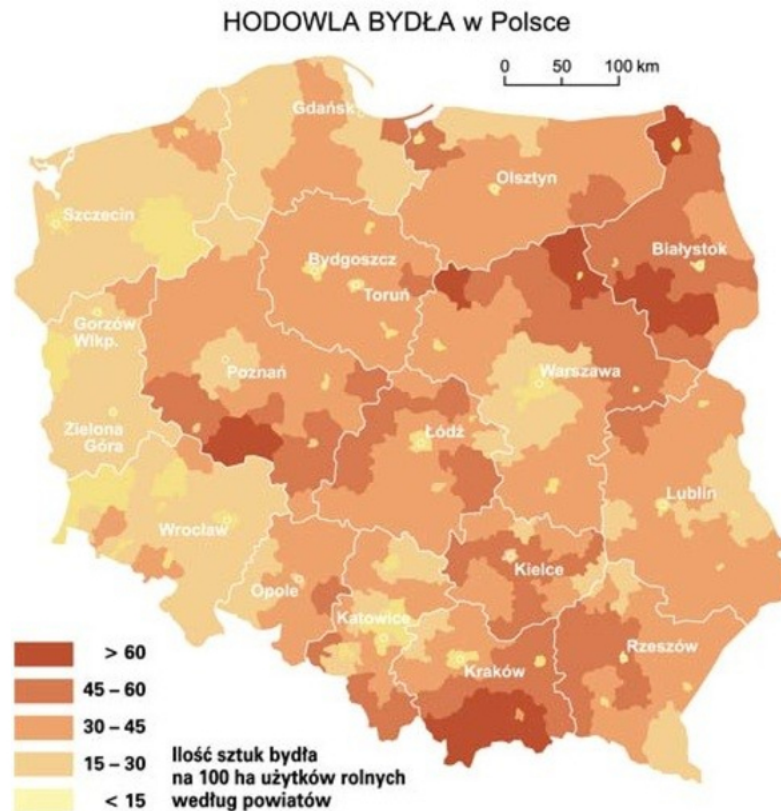 HODOWLA BYDŁA w Polsce
0 50 100 km
Gdańsk
Olsztyn
Szczecin
Białystok
Bydgoszcz
Toruń
Gorzów
Wlkp.
Poznań
Warszawa
Zielona
Góra
Łódź
Lublin
Wrocław
Kielce
Opole
Katowice
Rzeszów
Kraków
> 60
45 – 60
30 – 45
15 – 30
< 15
Ilość sztuk bydła
na 100 ha użytków rolnych
według powiatów